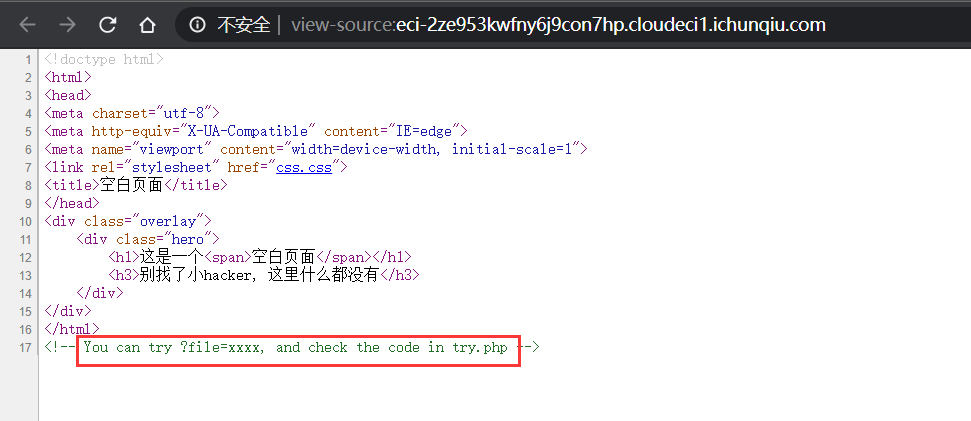 不安全 | view-source:eci-2ze953kwfny6j9con7hp.cloudeci1.ichunqiu.com
1 <!doctype html>
2 <html>
3 <head>
4 <meta charset="utf-8">
5 <meta http-equiv="X-UA-Compatible" content="IE=edge">
6 <meta name="viewport" content="width=device-width, initial-scale=1">
7 <link rel="stylesheet" href="css.css">
8 <title>空白页面</title>
9 </head>
10 <div class="overlay">
11 <div class="hero">
12 <h1>这是一个<span>空白页面</span></h1>
13 <h3>别找了小hacker, 这里什么都没有</h3>
14 </div>
15 </div>
16 </html>
17 <!-- You can try ?file=xxxx, and check the code in try.php -->